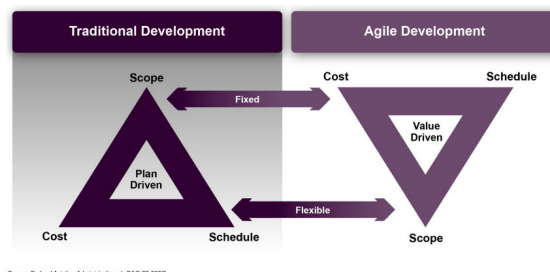 Traditional Development
Agile Development
Scope
Cost
Schedule
Fixed
Value
Driven
Plan
Driven
Flexible
Cost
Schedule
Scope